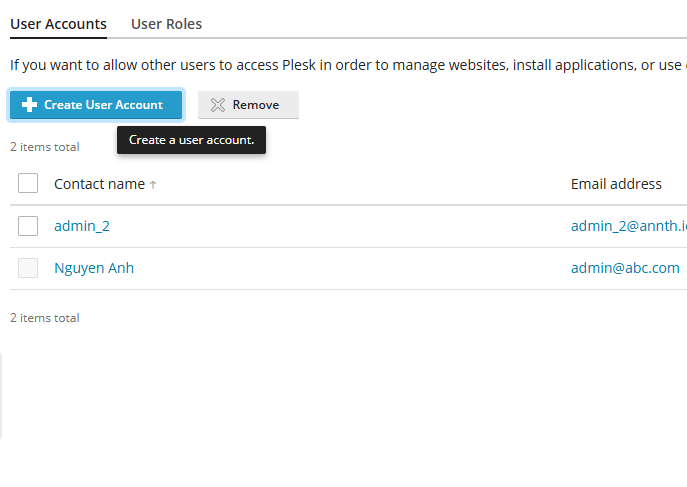 User Accounts User Roles
If you want to allow other users to access Plesk in order to manage websites, install applications, or use
Create User Account Remove
Create a user account.
2 items total
Contact name ↑ Email address
admin_2 admin_2@annth.i
Nguyen Anh admin@abc.com
2 items total